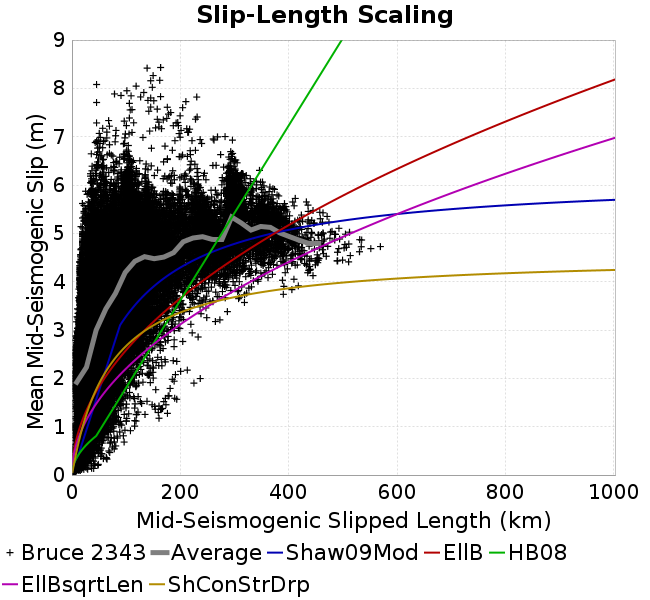 Slip-Length Scaling
Mean Mid-Seismogenic Slip (m)
9
8
7
6
5
4
3
2
1
0
0 200 400 600 800 1000
Mid-Seismogenic Slipped Length (km)
+ Bruce 2343 Average Shaw09Mod EllB HB08
EllBsqrtLen ShConStrDrp